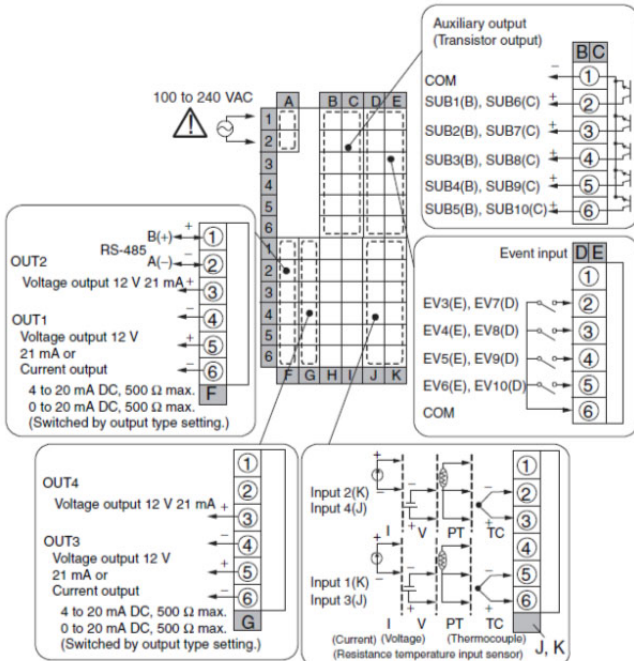 Auxiliary output
(Transistor output)
B C
COM
SUB1(B), SUB6(C)
SUB2(B), SUB7(C)
SUB3(B), SUB8(C)
SUB4(B), SUB9(C)
SUB5(B), SUB10(C)
− + + + + +
1 2 3 4 5 6
100 to 240 VAC
A B C D E
1
2
3
4
5
6
1
2
3
4
5
6
F G H I J K
B(+)
RS-485
OUT2 A(−)
Voltage output 12 V 21 mA
OUT1
Voltage output 12 V
21 mA or
Current output
4 to 20 mA DC, 500 Ω max.
0 to 20 mA DC, 500 Ω max.
(Switched by output type setting.)
+ − + − + −
1 2 3 4 5 6
F
Event input D E
EV3(E), EV7(D)
EV4(E), EV8(D)
EV5(E), EV9(D)
EV6(E), EV10(D)
COM
1 2 3 4 5 6
OUT4
Voltage output 12 V 21 mA
OUT3
Voltage output 12 V
21 mA or
Current output
4 to 20 mA DC, 500 Ω max.
0 to 20 mA DC, 500 Ω max.
(Switched by output type setting.)
+ − + −
1 2 3 4 5 6
G
Input 2(K)
Input 4(J)
I V PT TC
Input 1(K)
Input 3(J)
I V PT TC
(Current) (Voltage) (Thermocouple)
(Resistance temperature input sensor)
1 2 3 4 5 6
J, K